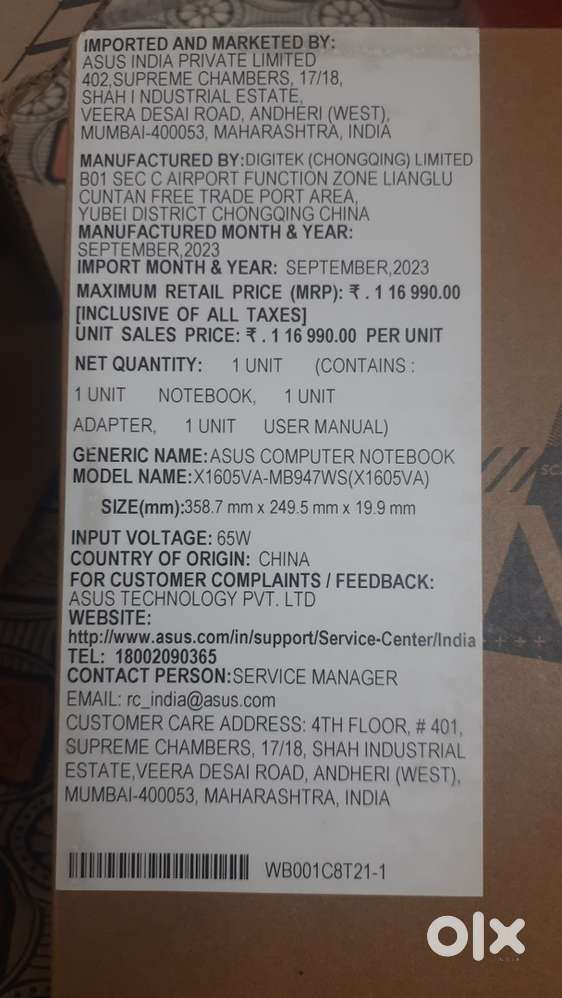 IMPORTED AND MARKETED BY:
ASUS INDIA PRIVATE LIMITED
402,SUPREME CHAMBERS, 17/18,
SHAH I NDUSTRIAL ESTATE,
VEERA DESAI ROAD, ANDHERI (WEST),
MUMBAI-400053, MAHARASHTRA, INDIA
MANUFACTURED BY:DIGITEK (CHONGQING) LIMITED
B01 SEC C AIRPORT FUNCTION ZONE LIANGLU
CUNTAN FREE TRADE PORT AREA,
YUBEI DISTRICT CHONGQING CHINA
MANUFACTURED MONTH & YEAR:
SEPTEMBER,2023
IMPORT MONTH & YEAR: SEPTEMBER,2023
MAXIMUM RETAIL PRICE (MRP): ₹ . 1 16 990.00
[INCLUSIVE OF ALL TAXES]
UNIT SALES PRICE: ₹ . 1 16 990.00 PER UNIT
NET QUANTITY: 1 UNIT (CONTAINS :
1 UNIT NOTEBOOK, 1 UNIT
ADAPTER, 1 UNIT USER MANUAL)
GENERIC NAME:ASUS COMPUTER NOTEBOOK
MODEL NAME:X1605VA-MB947WS(X1605VA)
SIZE(mm):358.7 mm x 249.5 mm x 19.9 mm
INPUT VOLTAGE: 65W
COUNTRY OF ORIGIN: CHINA
FOR CUSTOMER COMPLAINTS / FEEDBACK:
ASUS TECHNOLOGY PVT. LTD
WEBSITE:
http://www.asus.com/in/support/Service-Center/India
TEL: 18002090365
CONTACT PERSON:SERVICE MANAGER
EMAIL: rc_india@asus.com
CUSTOMER CARE ADDRESS: 4TH FLOOR, # 401,
SUPREME CHAMBERS, 17/18, SHAH INDUSTRIAL
ESTATE,VEERA DESAI ROAD, ANDHERI (WEST),
MUMBAI-400053, MAHARASHTRA, INDIA
WB001C8T21-1
olx
INDIA